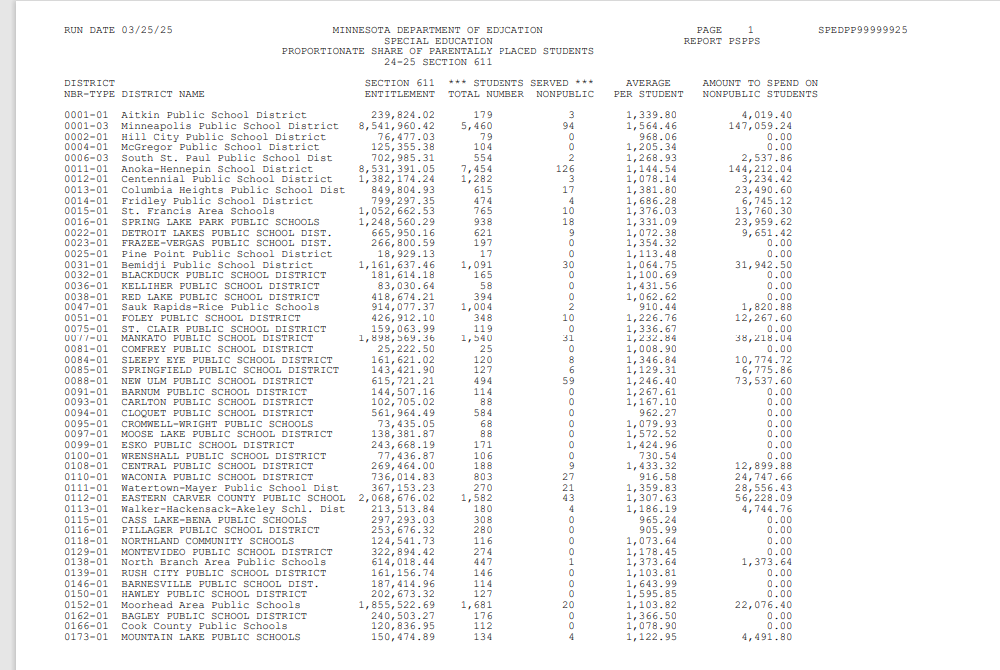 RUN DATE 03/25/25 MINNESOTA DEPARTMENT OF EDUCATION PAGE 1 SPEDPP99999925
SPECIAL EDUCATION REPORT PSPPS
PROPORTIONATE SHARE OF PARENTALLY PLACED STUDENTS
24-25 SECTION 611
DISTRICT SECTION 611 *** STUDENTS SERVED *** AVERAGE AMOUNT TO SPEND ON
NBR-TYPE DISTRICT NAME ENTITLEMENT TOTAL NUMBER NONPUBLIC PER STUDENT NONPUBLIC STUDENTS
0001-01 Aitkin Public School District 239,824.02 179 3 1,339.80 4,019.40
0001-03 Minneapolis Public School District 8,541,960.42 5,460 94 1,564.46 147,059.24
0002-01 Hill City Public School District 76,477.03 79 0 968.06 0.00
0004-01 McGregor Public School District 125,355.38 104 0 1,205.34 0.00
0006-03 South St. Paul Public School Dist 702,985.31 554 2 1,268.93 2,537.86
0011-01 Anoka-Hennepin School District 8,531,391.05 7,454 126 1,144.54 144,212.04
0012-01 Centennial Public School District 1,382,174.24 1,282 3 1,078.14 3,234.42
0013-01 Columbia Heights Public School Dist 849,804.93 615 17 1,381.80 23,490.60
0014-01 Fridley Public School District 799,297.35 474 4 1,686.28 6,745.12
0015-01 St. Francis Area Schools 1,052,662.53 765 10 1,376.03 13,760.30
0016-01 SPRING LAKE PARK PUBLIC SCHOOLS 1,248,560.29 938 18 1,331.09 23,959.62
0022-01 DETROIT LAKES PUBLIC SCHOOL DIST. 665,950.16 621 9 1,072.38 9,651.42
0023-01 FRAZEE-VERGAS PUBLIC SCHOOL DIST. 266,800.59 197 0 1,354.32 0.00
0025-01 Pine Point Public School District 18,929.13 17 0 1,113.48 0.00
0031-01 Bemidji Public School District 1,161,637.46 1,091 30 1,064.75 31,942.50
0032-01 BLACKDUCK PUBLIC SCHOOL DISTRICT 181,614.18 165 0 1,100.69 0.00
0036-01 KELLIHER PUBLIC SCHOOL DISTRICT 83,030.64 58 0 1,431.56 0.00
0038-01 RED LAKE PUBLIC SCHOOL DISTRICT 418,674.21 394 0 1,062.62 0.00
0047-01 Sauk Rapids-Rice Public Schools 914,077.37 1,004 2 910.44 1,820.88
0051-01 FOLEY PUBLIC SCHOOL DISTRICT 426,912.10 348 10 1,226.76 12,267.60
0075-01 ST. CLAIR PUBLIC SCHOOL DISTRICT 159,063.99 119 0 1,336.67 0.00
0077-01 MANKATO PUBLIC SCHOOL DISTRICT 1,898,569.36 1,540 31 1,232.84 38,218.04
0081-01 COMFREY PUBLIC SCHOOL DISTRICT 25,222.50 25 0 1,008.90 0.00
0084-01 SLEEPY EYE PUBLIC SCHOOL DISTRICT 161,621.02 120 8 1,346.84 10,774.72
0085-01 SPRINGFIELD PUBLIC SCHOOL DISTRICT 143,421.90 127 6 1,129.31 6,775.86
0088-01 NEW ULM PUBLIC SCHOOL DISTRICT 615,721.21 494 59 1,246.40 73,537.60
0091-01 BARNUM PUBLIC SCHOOL DISTRICT 144,507.16 114 0 1,267.61 0.00
0093-01 CARLTON PUBLIC SCHOOL DISTRICT 102,705.02 88 0 1,167.10 0.00
0094-01 CLOQUET PUBLIC SCHOOL DISTRICT 561,964.49 584 0 962.27 0.00
0095-01 CROMWELL-WRIGHT PUBLIC SCHOOLS 73,435.05 68 0 1,079.93 0.00
0097-01 MOOSE LAKE PUBLIC SCHOOL DISTRICT 138,381.87 88 0 1,572.52 0.00
0099-01 ESKO PUBLIC SCHOOL DISTRICT 243,668.19 171 0 1,424.96 0.00
0100-01 WRENSHALL PUBLIC SCHOOL DISTRICT 77,436.87 106 0 730.54 0.00
0108-01 CENTRAL PUBLIC SCHOOL DISTRICT 269,464.00 188 9 1,433.32 12,899.88
0110-01 WACONIA PUBLIC SCHOOL DISTRICT 736,014.83 803 27 916.58 24,747.66
0111-01 Watertown-Mayer Public School Dist 367,153.23 270 21 1,359.83 28,556.43
0112-01 EASTERN CARVER COUNTY PUBLIC SCHOOL 2,068,676.02 1,582 43 1,307.63 56,228.09
0113-01 Walker-Hackensack-Akeley Schl. Dist 213,513.84 180 4 1,186.19 4,744.76
0115-01 CASS LAKE-BENA PUBLIC SCHOOLS 297,293.03 308 0 965.24 0.00
0116-01 PILLAGER PUBLIC SCHOOL DISTRICT 253,676.32 280 0 905.99 0.00
0118-01 NORTHLAND COMMUNITY SCHOOLS 124,541.73 116 0 1,073.64 0.00
0129-01 MONTEVIDEO PUBLIC SCHOOL DISTRICT 322,894.42 274 0 1,178.45 0.00
0138-01 North Branch Area Public Schools 614,018.44 447 1 1,373.64 1,373.64
0139-01 RUSH CITY PUBLIC SCHOOL DISTRICT 161,156.74 146 0 1,103.81 0.00
0146-01 BARNESVILLE PUBLIC SCHOOL DIST. 187,414.96 114 0 1,643.99 0.00
0150-01 HAWLEY PUBLIC SCHOOL DISTRICT 202,673.32 127 0 1,595.85 0.00
0152-01 Moorhead Area Public Schools 1,855,522.69 1,681 20 1,103.82 22,076.40
0162-01 BAGLEY PUBLIC SCHOOL DISTRICT 240,503.27 176 0 1,366.50 0.00
0166-01 Cook County Public Schools 120,836.95 112 0 1,078.90 0.00
0173-01 MOUNTAIN LAKE PUBLIC SCHOOLS 150,474.89 134 4 1,122.95 4,491.80